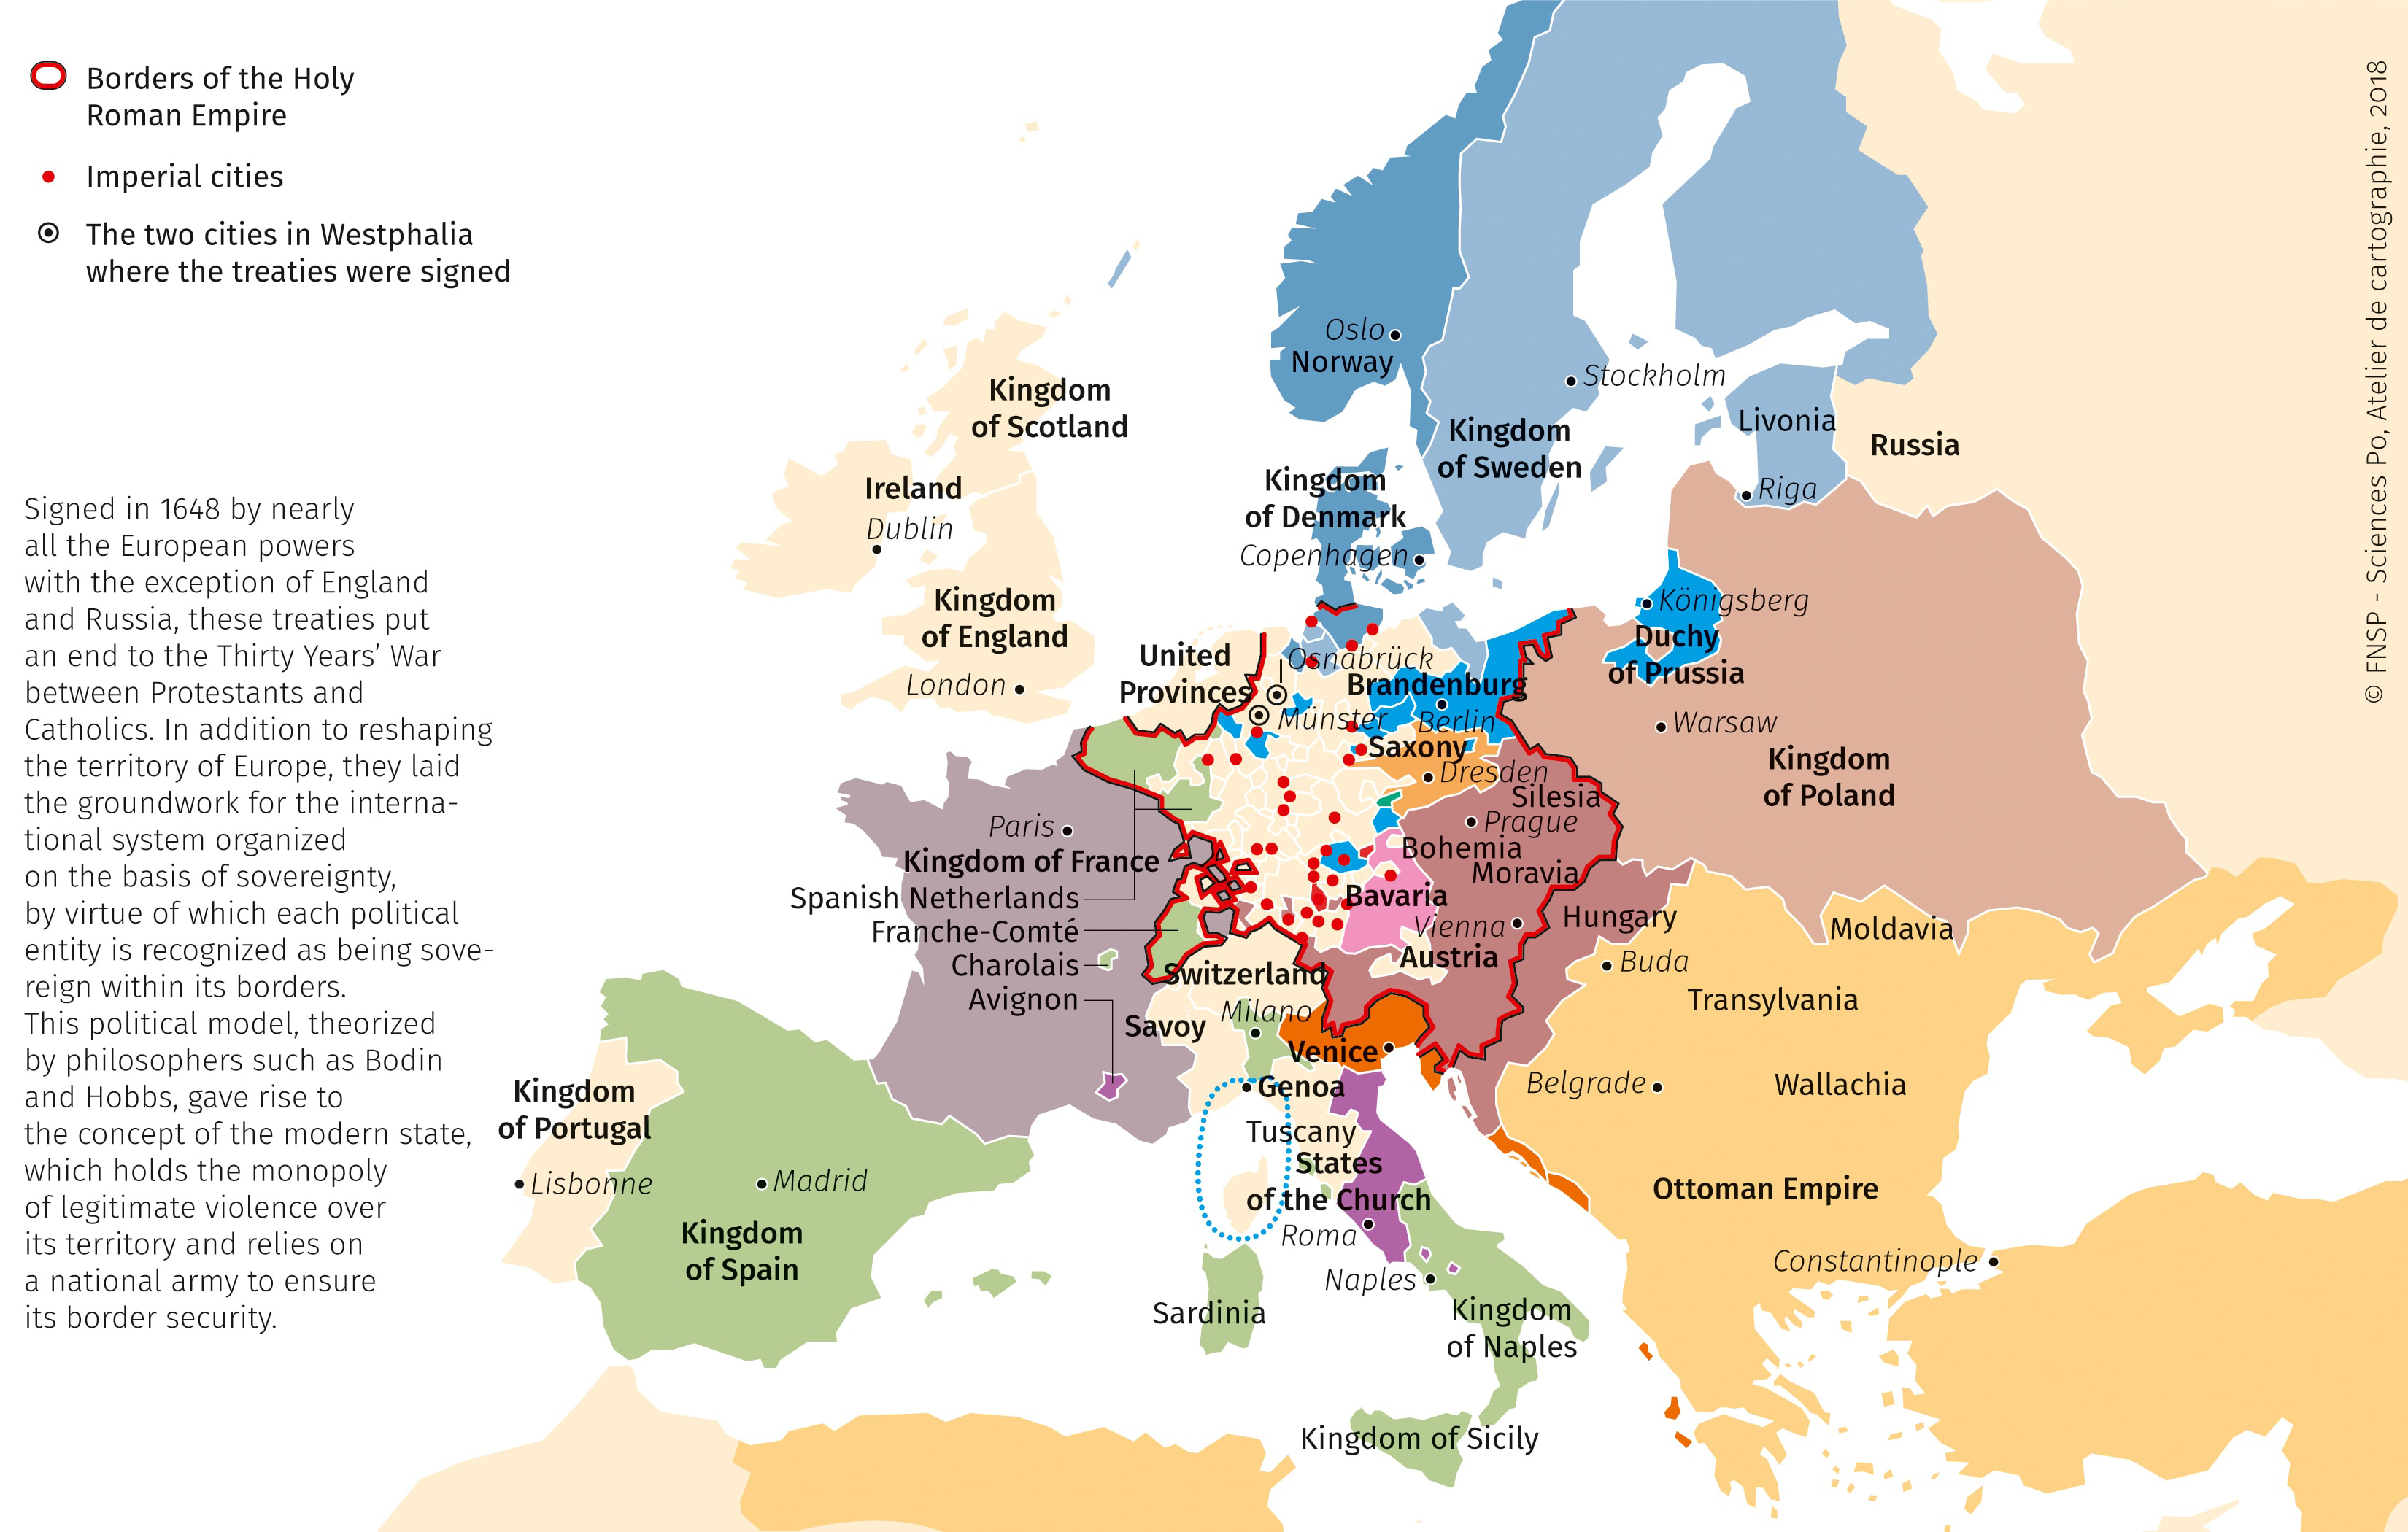 Borders of the Holy
Roman Empire
Imperial cities
The two cities in Westphalia
where the treaties were signed
Signed in 1648 by nearly
all the European powers
with the exception of England
and Russia, these treaties put
an end to the Thirty Years’ War
between Protestants and
Catholics. In addition to reshaping
the territory of Europe, they laid
the groundwork for the interna-
tional system organized
on the basis of sovereignty,
by virtue of which each political
entity is recognized as being sove-
reign within its borders.
This political model, theorized
by philosophers such as Bodin
and Hobbs, gave rise to
the concept of the modern state,
which holds the monopoly
of legitimate violence over
its territory and relies on
a national army to ensure
its border security.
© FNSP - Sciences Po, Atelier de cartographie, 2018
Oslo
Norway
Stockholm
Kingdom
of Sweden
Livonia
Riga
Russia
Kingdom
of Scotland
Ireland
Dublin
Kingdom
of England
London
Kingdom
of Denmark
Copenhagen
Königsberg
Duchy
of Prussia
United
Provinces
Osnabrück
Münster
Brandenburg
Berlin
Saxony
Dresden
Silesia
Warsaw
Kingdom
of Poland
Prague
Bohemia
Moravia
Paris
Kingdom of France
Spanish Netherlands
Franche-Comté
Charolais
Avignon
Bavaria
Vienna
Austria
Hungary
Buda
Moldavia
Transylvania
Switzerland
Milano
Savoy
Venice
Genoa
Tuscany
States
of the Church
Roma
Belgrade
Wallachia
Ottoman Empire
Constantinople
Kingdom
of Portugal
Lisbonne
Madrid
Kingdom
of Spain
Sardinia
Naples
Kingdom
of Naples
Kingdom of Sicily